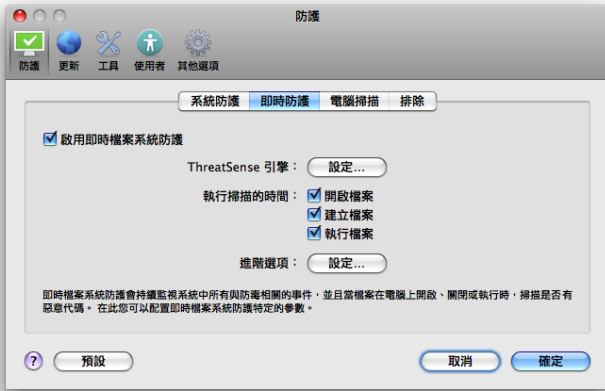 防護
防護 更新 工具 使用者 其他選項
系統防護 即時防護 電腦掃描 排除
啟用即時檔案系統防護
ThreatSense 引擎： 設定...
執行掃描的時間： 開啟檔案
建立檔案
執行檔案
進階選項： 設定...
即時檔案系統防護會持續監視系統中所有與防毒相關的事件，並且當檔案在電腦上開啟、關閉或執行時，掃描是否有
惡意代碼。 在此您可以配置即時檔案系統防護特定的參數。
? 預設 取消 確定